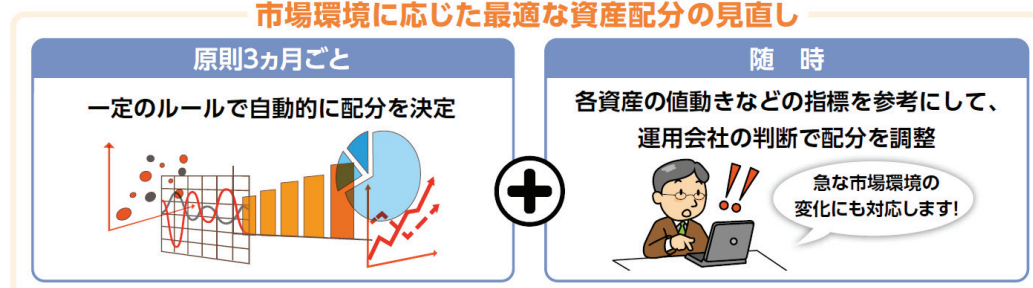 市場環境に応じた最適な資産配分の見直し
原則3ヵ月ごと
一定のルールで自動的に配分を決定
随　時
各資産の値動きなどの指標を参考にして、
運用会社の判断で配分を調整
急な市場環境の
変化にも対応します!